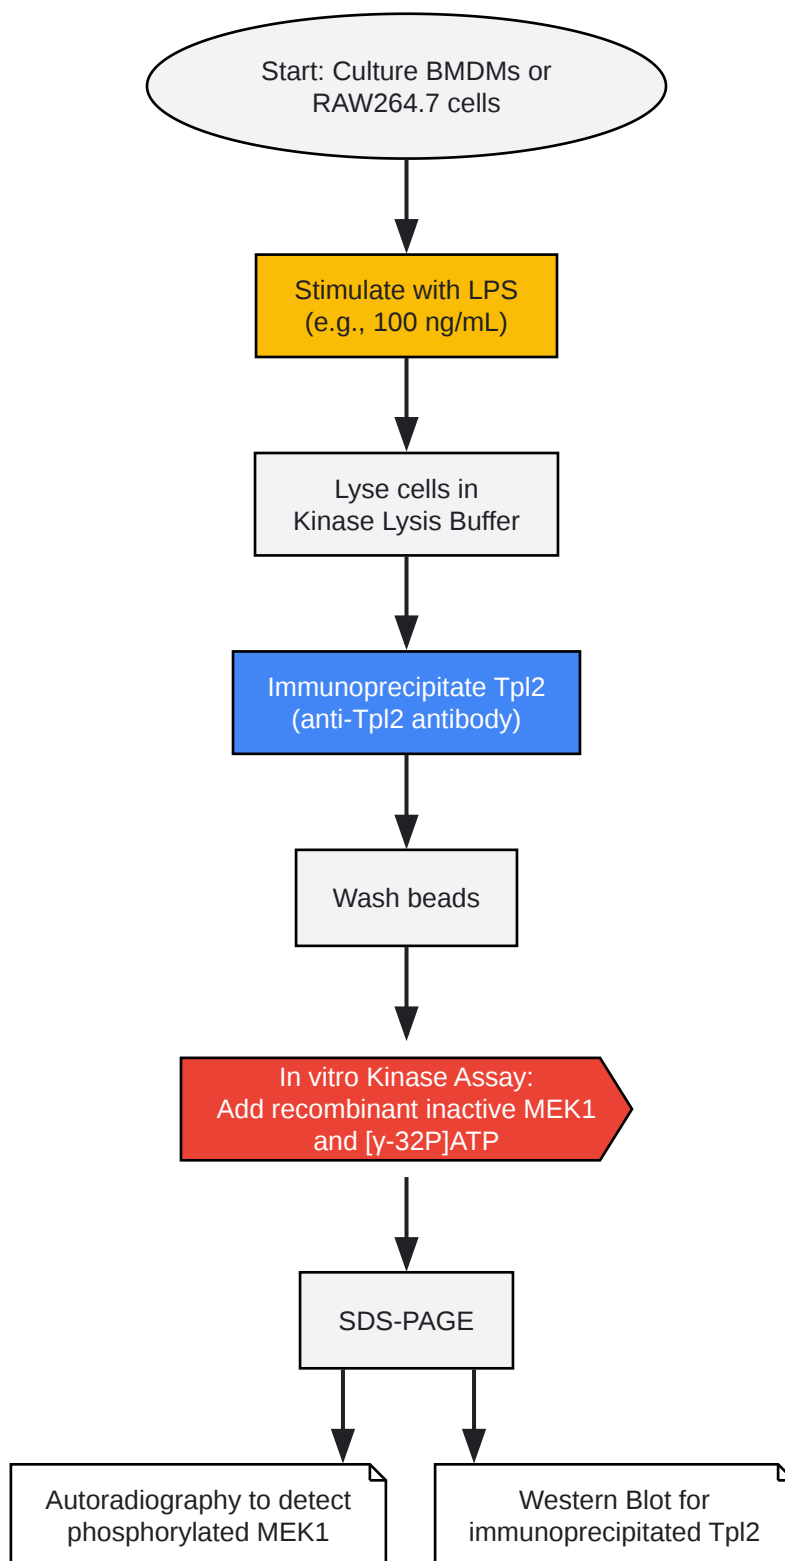 Start: Culture BMDMs or
RAW264.7 cells
Stimulate with LPS
(e.g., 100 ng/mL)
Lyse cells in
Kinase Lysis Buffer
Immunoprecipitate Tpl2
(anti-Tpl2 antibody)
Wash beads
In vitro Kinase Assay:
Add recombinant inactive MEK1
and [γ-32P]ATP
SDS-PAGE
Autoradiography to detect
phosphorylated MEK1
Western Blot for
immunoprecipitated Tpl2